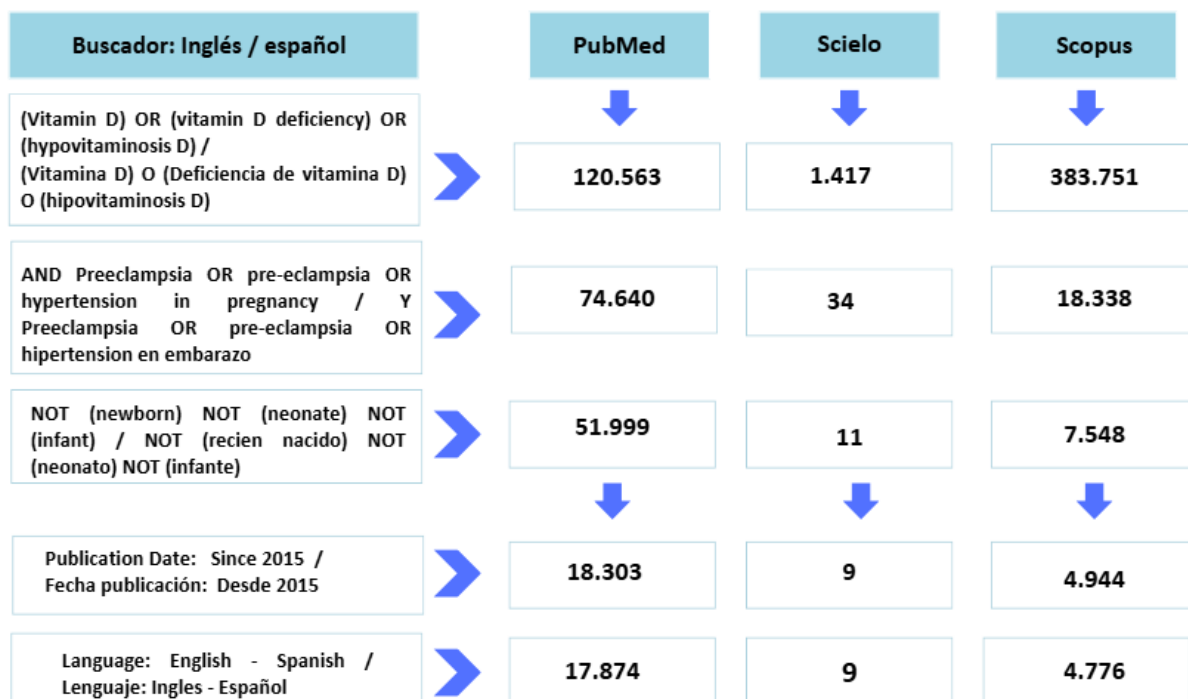 Buscador: Inglés / español
PubMed
Scielo
Scopus
(Vitamin D) OR (vitamin D deficiency) OR
(hypovitaminosis D) /
(Vitamina D) O (Deficiencia de vitamina D)
O (hipovitaminosis D)
120.563
1.417
383.751
AND Preeclampsia OR pre-eclampsia OR
hypertension in pregnancy / Y
Preeclampsia OR pre-eclampsia OR
hipertension en embarazo
74.640
34
18.338
NOT (newborn) NOT (neonate) NOT
(infant) / NOT (recien nacido) NOT
(neonato) NOT (infante)
51.999
11
7.548
Publication Date: Since 2015 /
Fecha publicación: Desde 2015
18.303
9
4.944
Language: English - Spanish /
Lenguaje: Ingles - Español
17.874
9
4.776